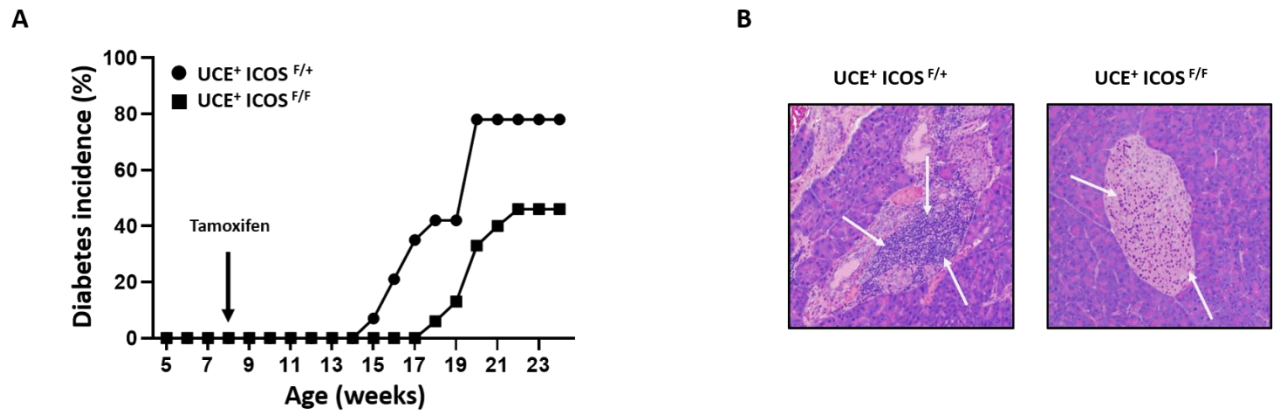 A
B
100
80
60
40
20
0
Diabetes incidence (%)
UCE⁺ ICOS F/+
UCE⁺ ICOS F/F
Tamoxifen
5 7 9 11 13 15 17 19 21 23
Age (weeks)
UCE⁺ ICOS F/+
UCE⁺ ICOS F/F